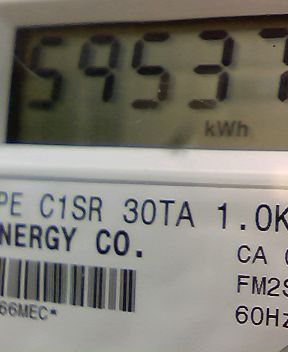 59537
kWh
PE C1SR 30TA 1.0K
NERGY CO.
CA
FM2S
66MEC*
60Hz